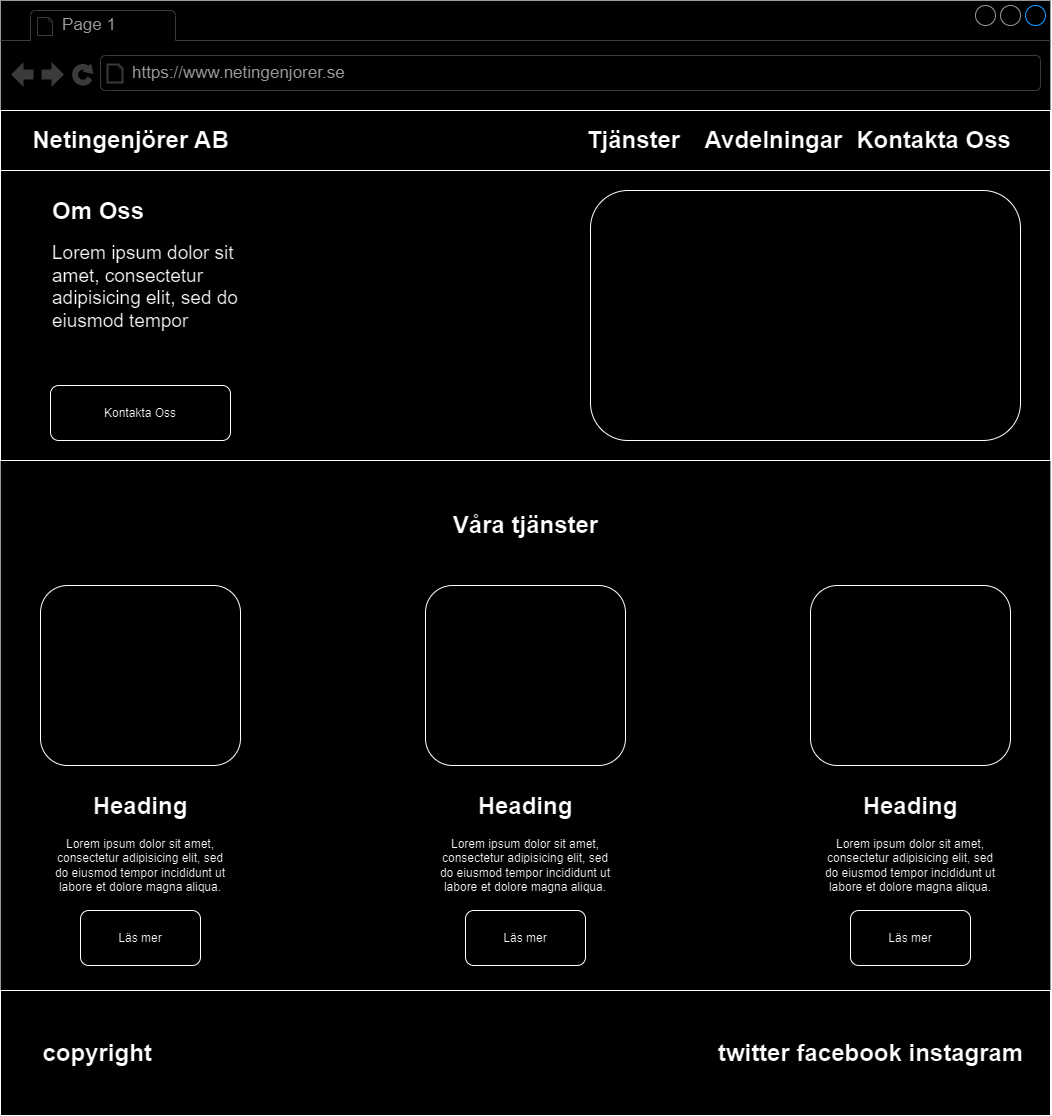 Page 1
https://www.netingenjorer.se
Netingenjörer AB
Tjänster Avdelningar Kontakta Oss
Om Oss
Lorem ipsum dolor sit
amet, consectetur
adipisicing elit, sed do
eiusmod tempor
Kontakta Oss
Våra tjänster
Heading
Lorem ipsum dolor sit amet,
consectetur adipisicing elit, sed
do eiusmod tempor incididunt ut
labore et dolore magna aliqua.
Läs mer
Heading
Lorem ipsum dolor sit amet,
consectetur adipisicing elit, sed
do eiusmod tempor incididunt ut
labore et dolore magna aliqua.
Läs mer
Heading
Lorem ipsum dolor sit amet,
consectetur adipisicing elit, sed
do eiusmod tempor incididunt ut
labore et dolore magna aliqua.
Läs mer
copyright
twitter facebook instagram